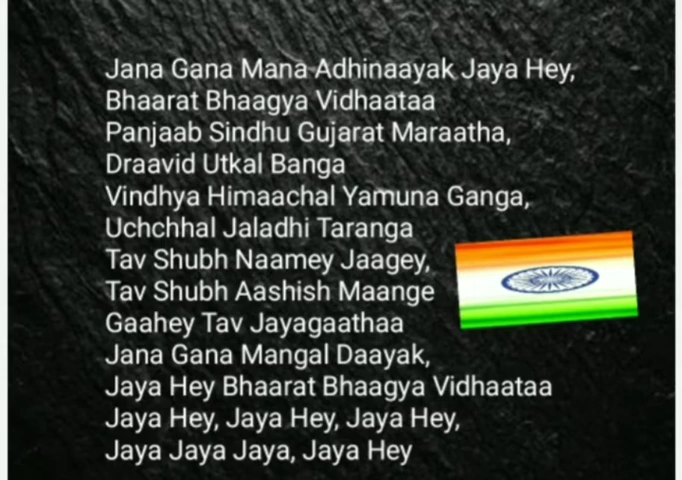 Jana Gana Mana Adhinaayak Jaya Hey,
Bhaarat Bhaagya Vidhaataa
Panjaab Sindhu Gujarat Maraatha,
Draavid Utkal Banga
Vindhya Himaachal Yamuna Ganga,
Uchchhal Jaladhi Taranga
Tav Shubh Naamey Jaagey,
Tav Shubh Aashish Maange
Gaahey Tav Jayagaathaa
Jana Gana Mangal Daayak,
Jaya Hey Bhaarat Bhaagya Vidhaataa
Jaya Hey, Jaya Hey, Jaya Hey,
Jaya Jaya Jaya, Jaya Hey